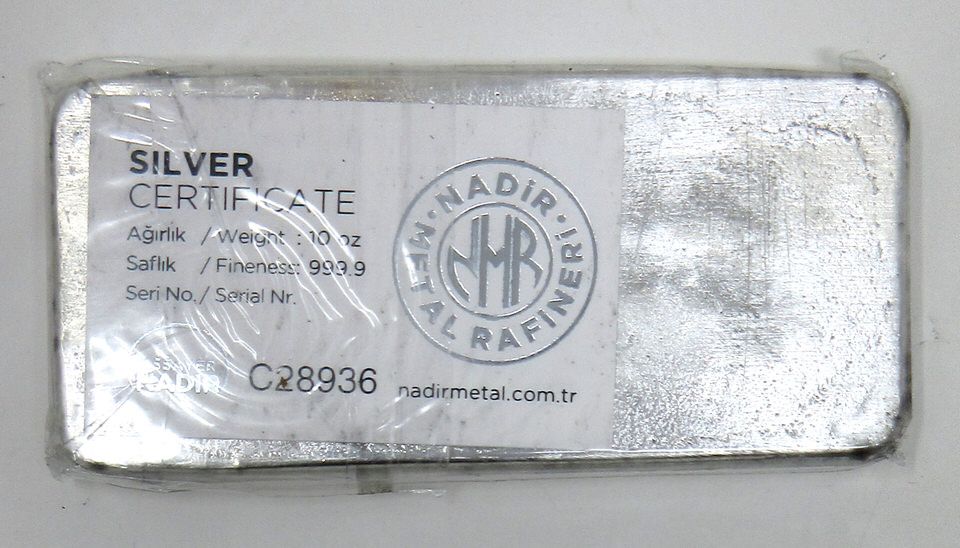 SILVER
CERTIFICATE
Ağırlık / Weight : 10 oz
Saflık / Fineness: 999.9
Seri No. / Serial Nr.
C28936
NADİR
NADİR · METAL RAFİNERİ ·
NMR
nadirmetal.com.tr